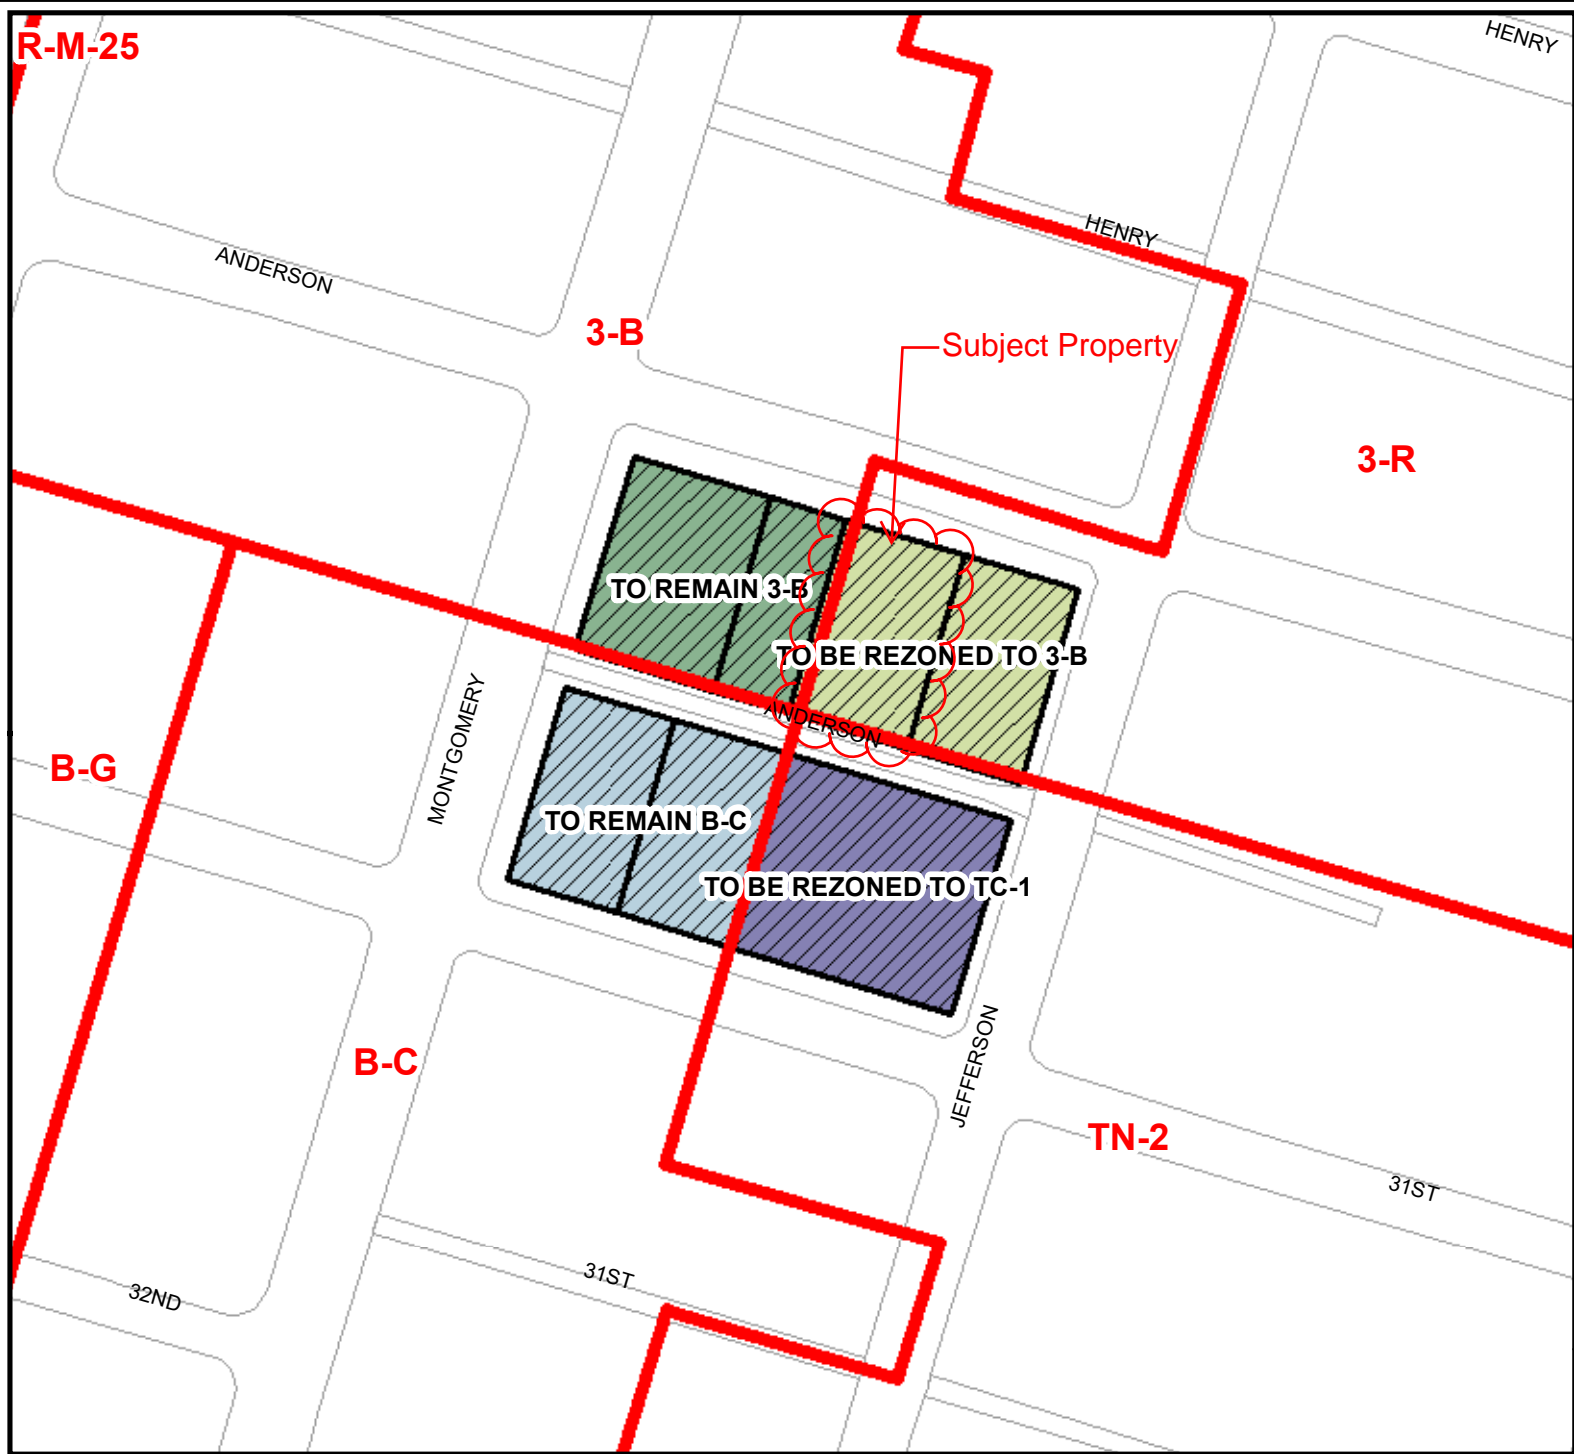 R-M-25
HENRY
HENRY
ANDERSON
3-B
Subject Property
3-R
TO REMAIN 3-B
TO BE REZONED TO 3-B
ANDERSON
MONTGOMERY
B-G
TO REMAIN B-C
TO BE REZONED TO TC-1
JEFFERSON
B-C
TN-2
31ST
31ST
32ND